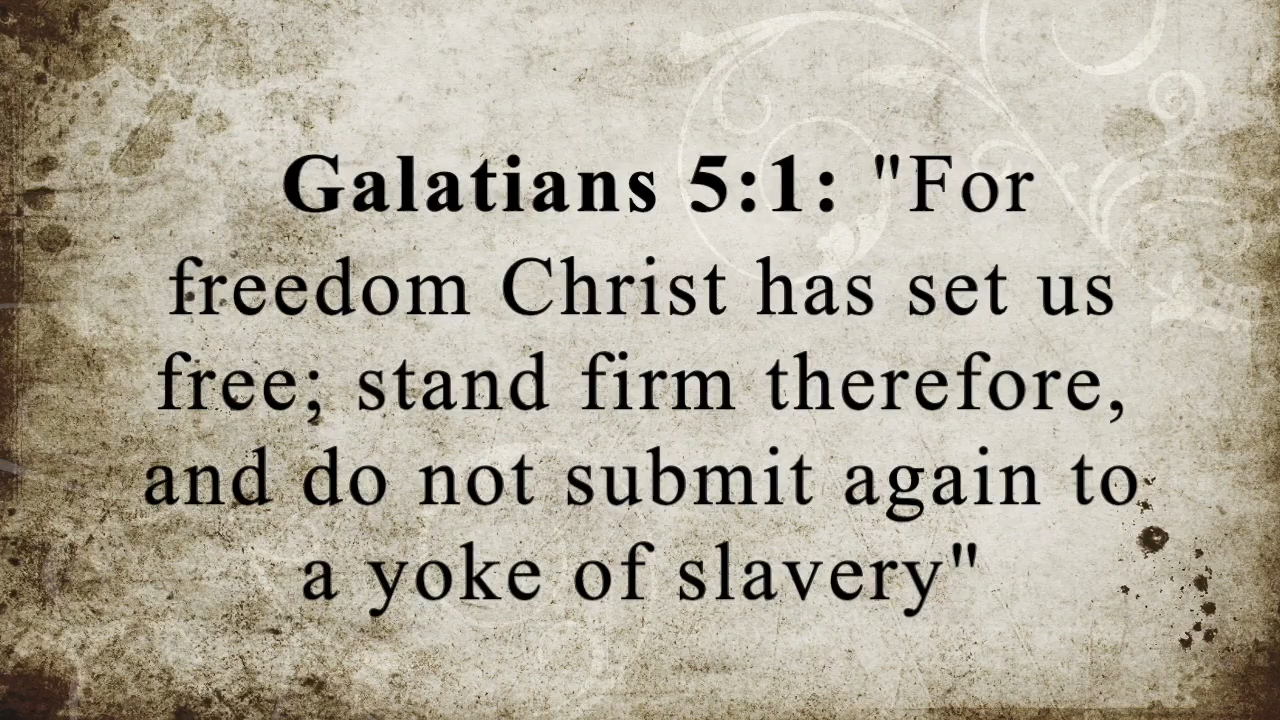 Galatians 5:1: "For
freedom Christ has set us
free; stand firm therefore,
and do not submit again to
a yoke of slavery"